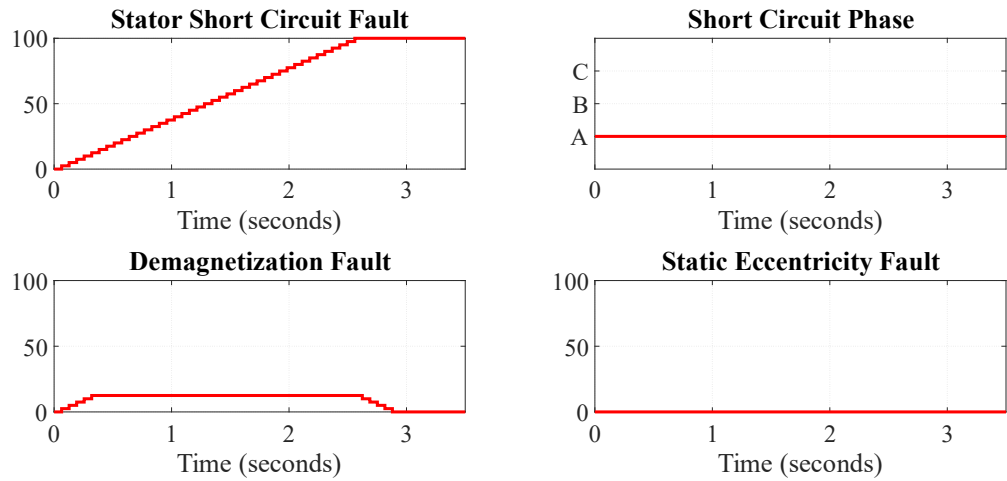 Stator Short Circuit Fault
100
50
0
0 1 2 3
Time (seconds)
Short Circuit Phase
C
B
A
0 1 2 3
Time (seconds)
Demagnetization Fault
100
50
0
0 1 2 3
Time (seconds)
Static Eccentricity Fault
100
50
0
0 1 2 3
Time (seconds)